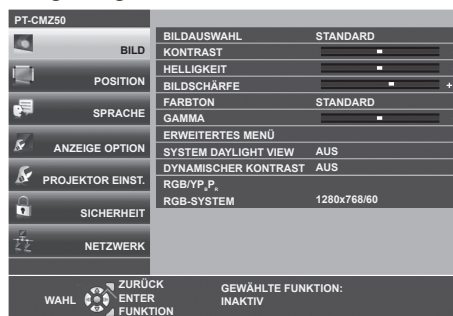 PT-CMZ50
BILD
POSITION
SPRACHE
ANZEIGE OPTION
PROJEKTOR EINST.
SICHERHEIT
NETZWERK
BILDAUSWAHL STANDARD
KONTRAST
HELLIGKEIT
BILDSCHÄRFE +
FARBTON STANDARD
GAMMA
ERWEITERTES MENÜ
SYSTEM DAYLIGHT VIEW AUS
DYNAMISCHER KONTRAST AUS
RGB/YPBPR
RGB-SYSTEM 1280x768/60
WAHL
ZURÜCK
ENTER
FUNKTION
GEWÄHLTE FUNKTION:
INAKTIV